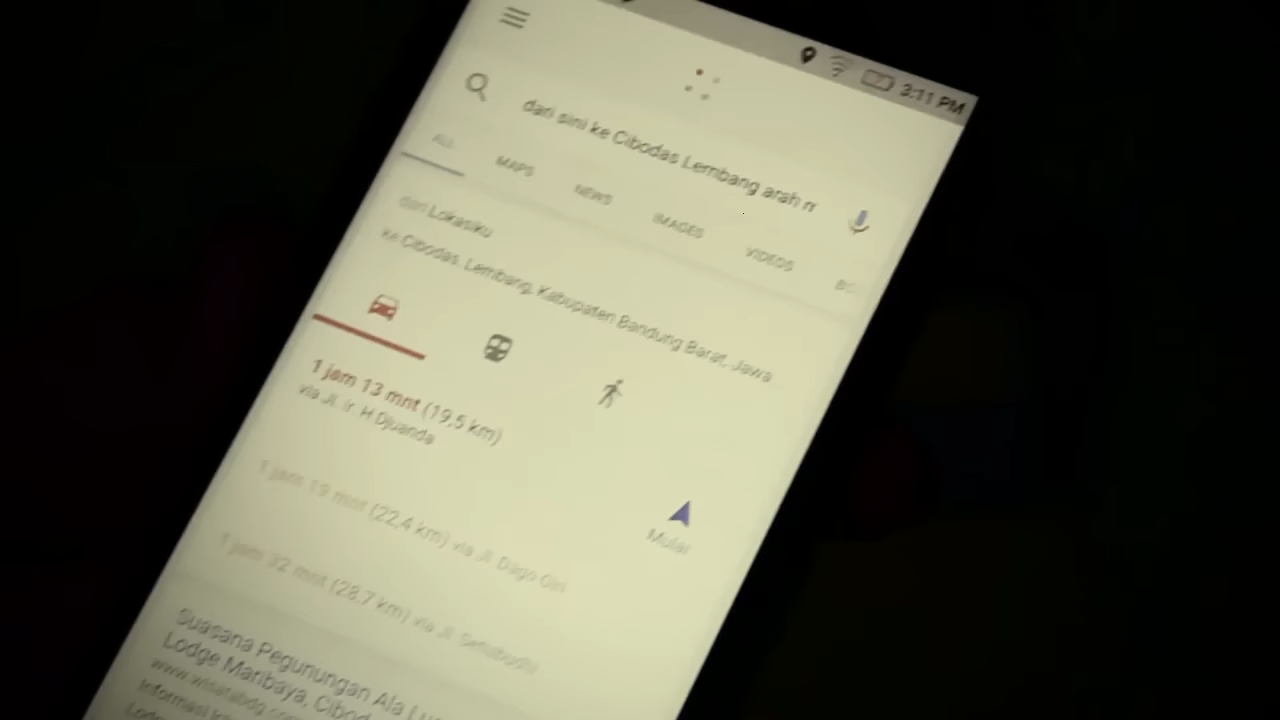 3:11 PM
dari sini ke Cibodas Lembang arah m
ALL MAPS NEWS IMAGES VIDEOS
dari Lokasiku
ke Cibodas, Lembang, Kabupaten Bandung Barat, Jawa
1 jam 13 mnt (19,5 km)
via Jl. Ir. H Djuanda
Mulai
1 jam 19 mnt (22,4 km) via Jl. Dago Giri
1 jam 32 mnt (28,7 km) via Jl. Setiabudhi
Suasana Pegunungan Ala
Lodge Maribaya,
Informasi